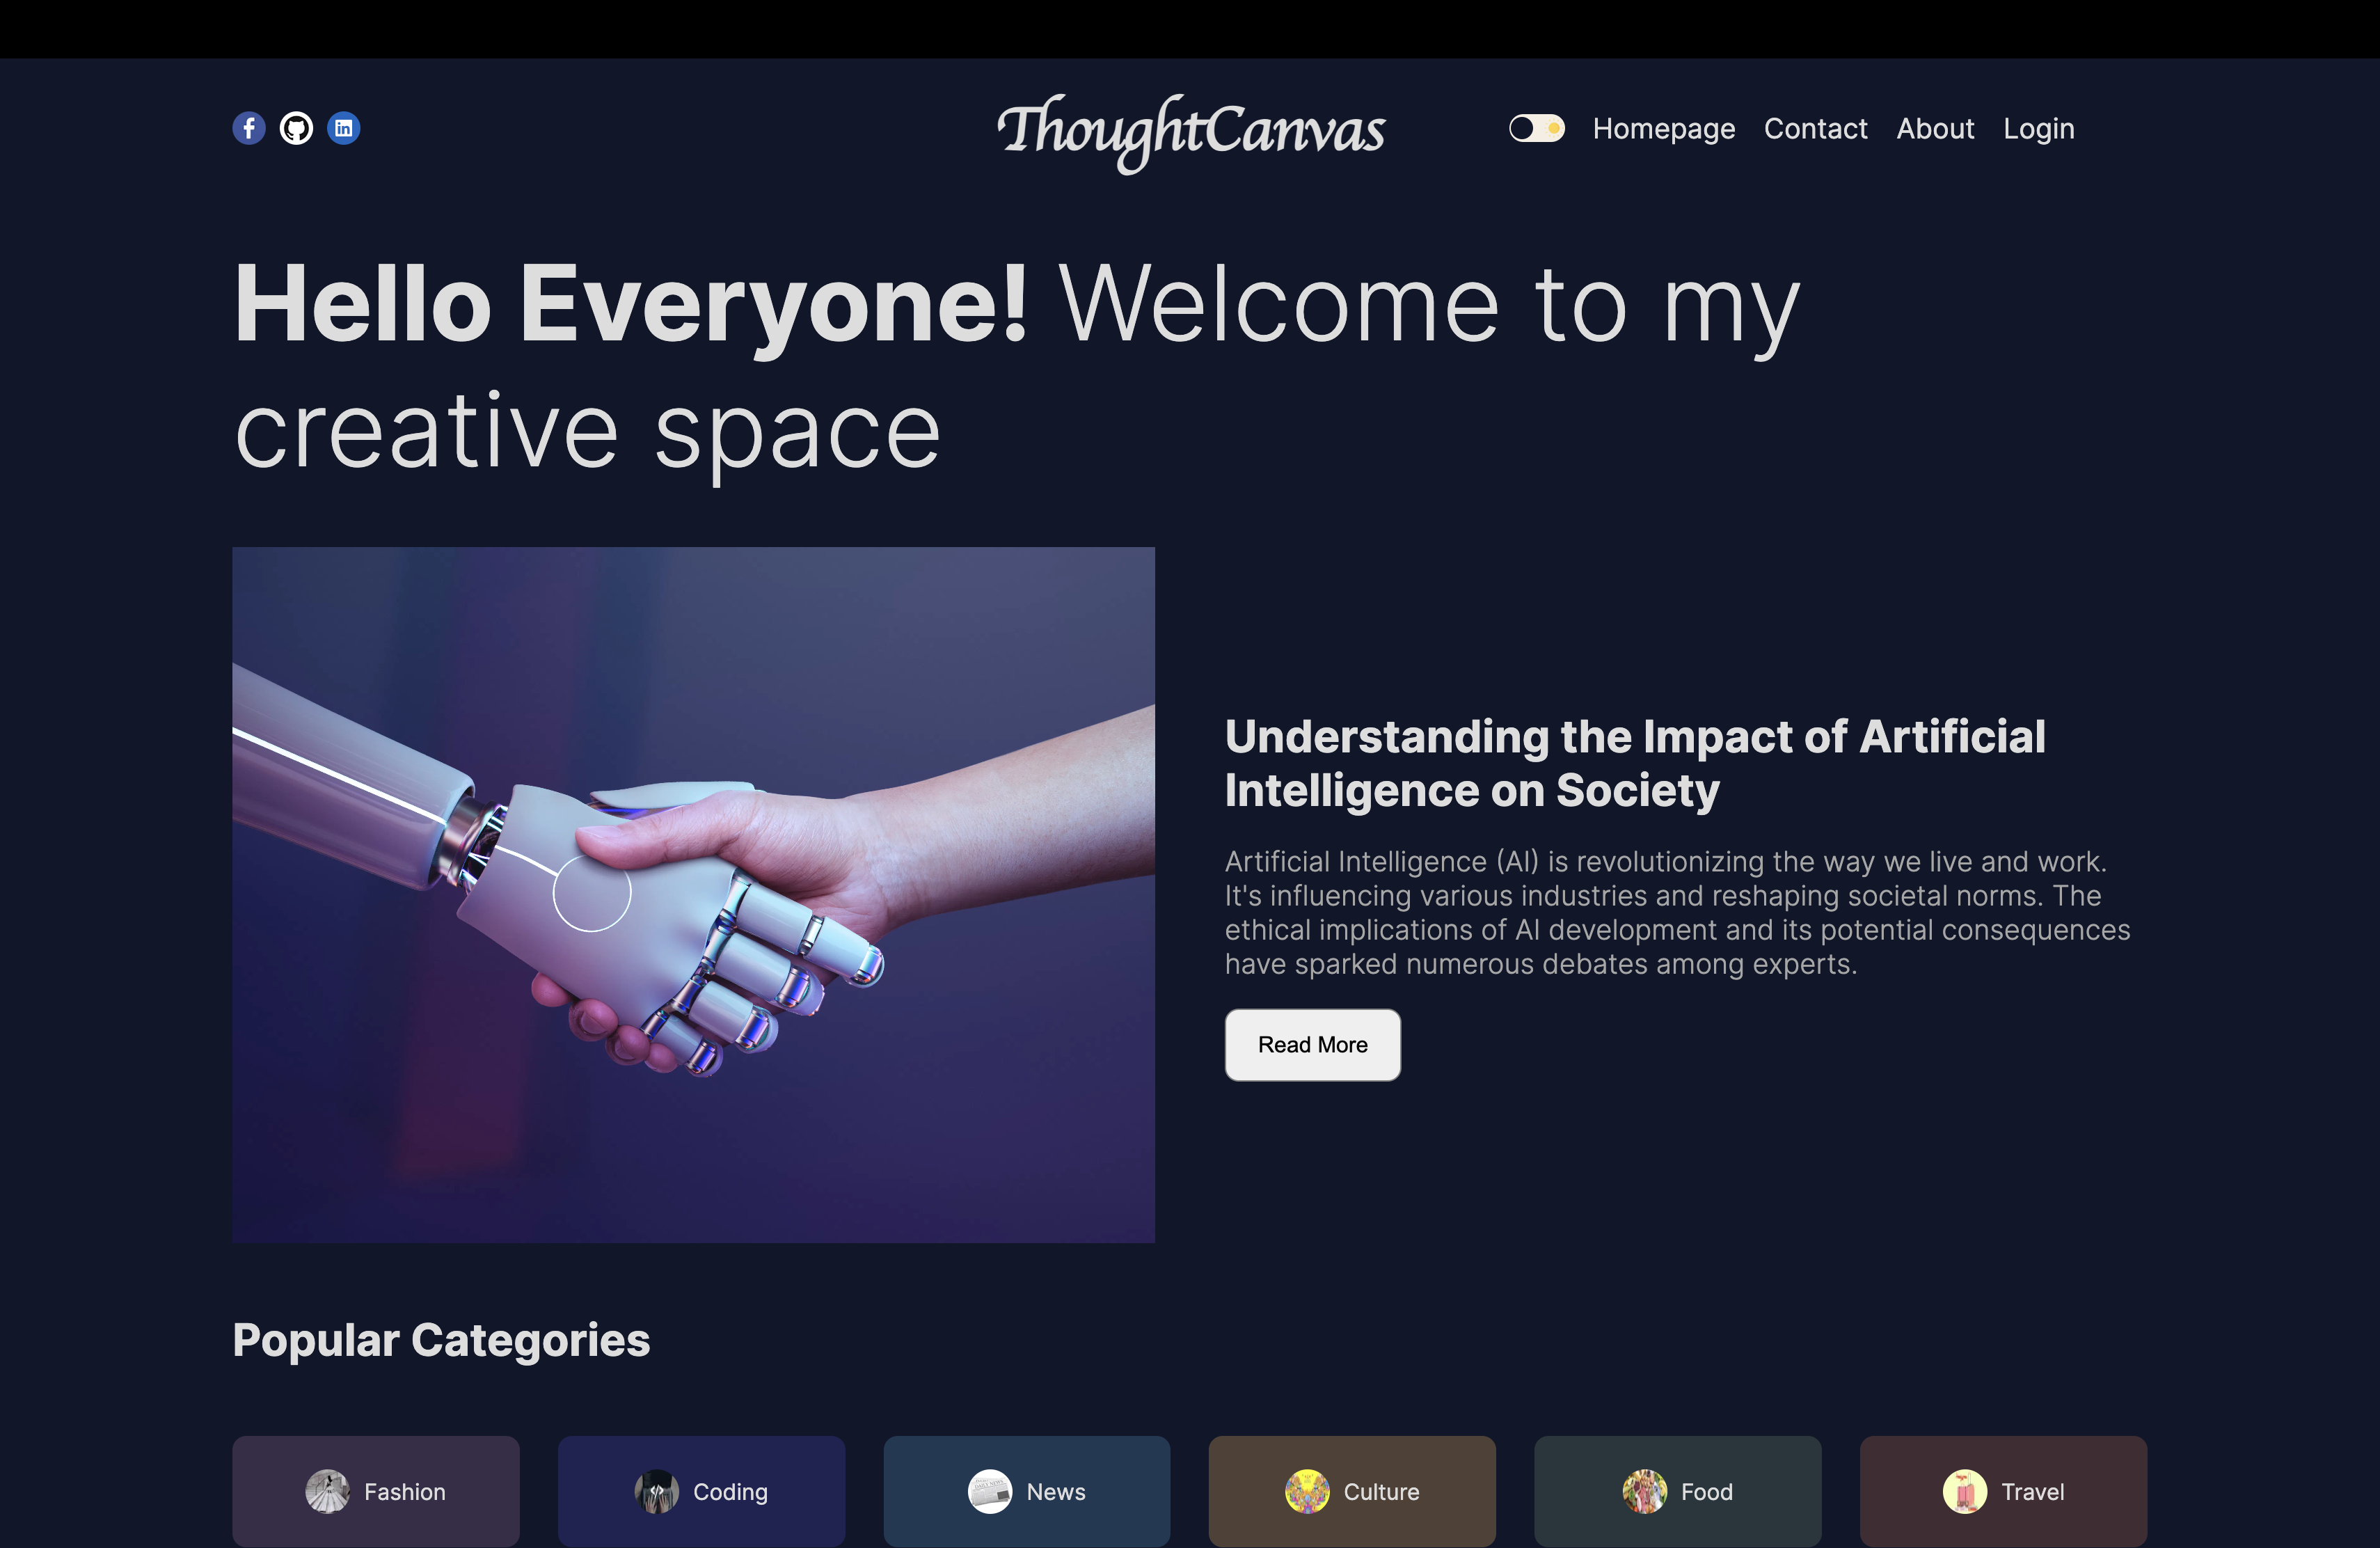 ThoughtCanvas
Homepage Contact About Login
Hello Everyone! Welcome to my
creative space
Understanding the Impact of Artificial
Intelligence on Society
Artificial Intelligence (AI) is revolutionizing the way we live and work.
It's influencing various industries and reshaping societal norms. The
ethical implications of AI development and its potential consequences
have sparked numerous debates among experts.
Read More
Popular Categories
Fashion
Coding
News
Culture
Food
Travel